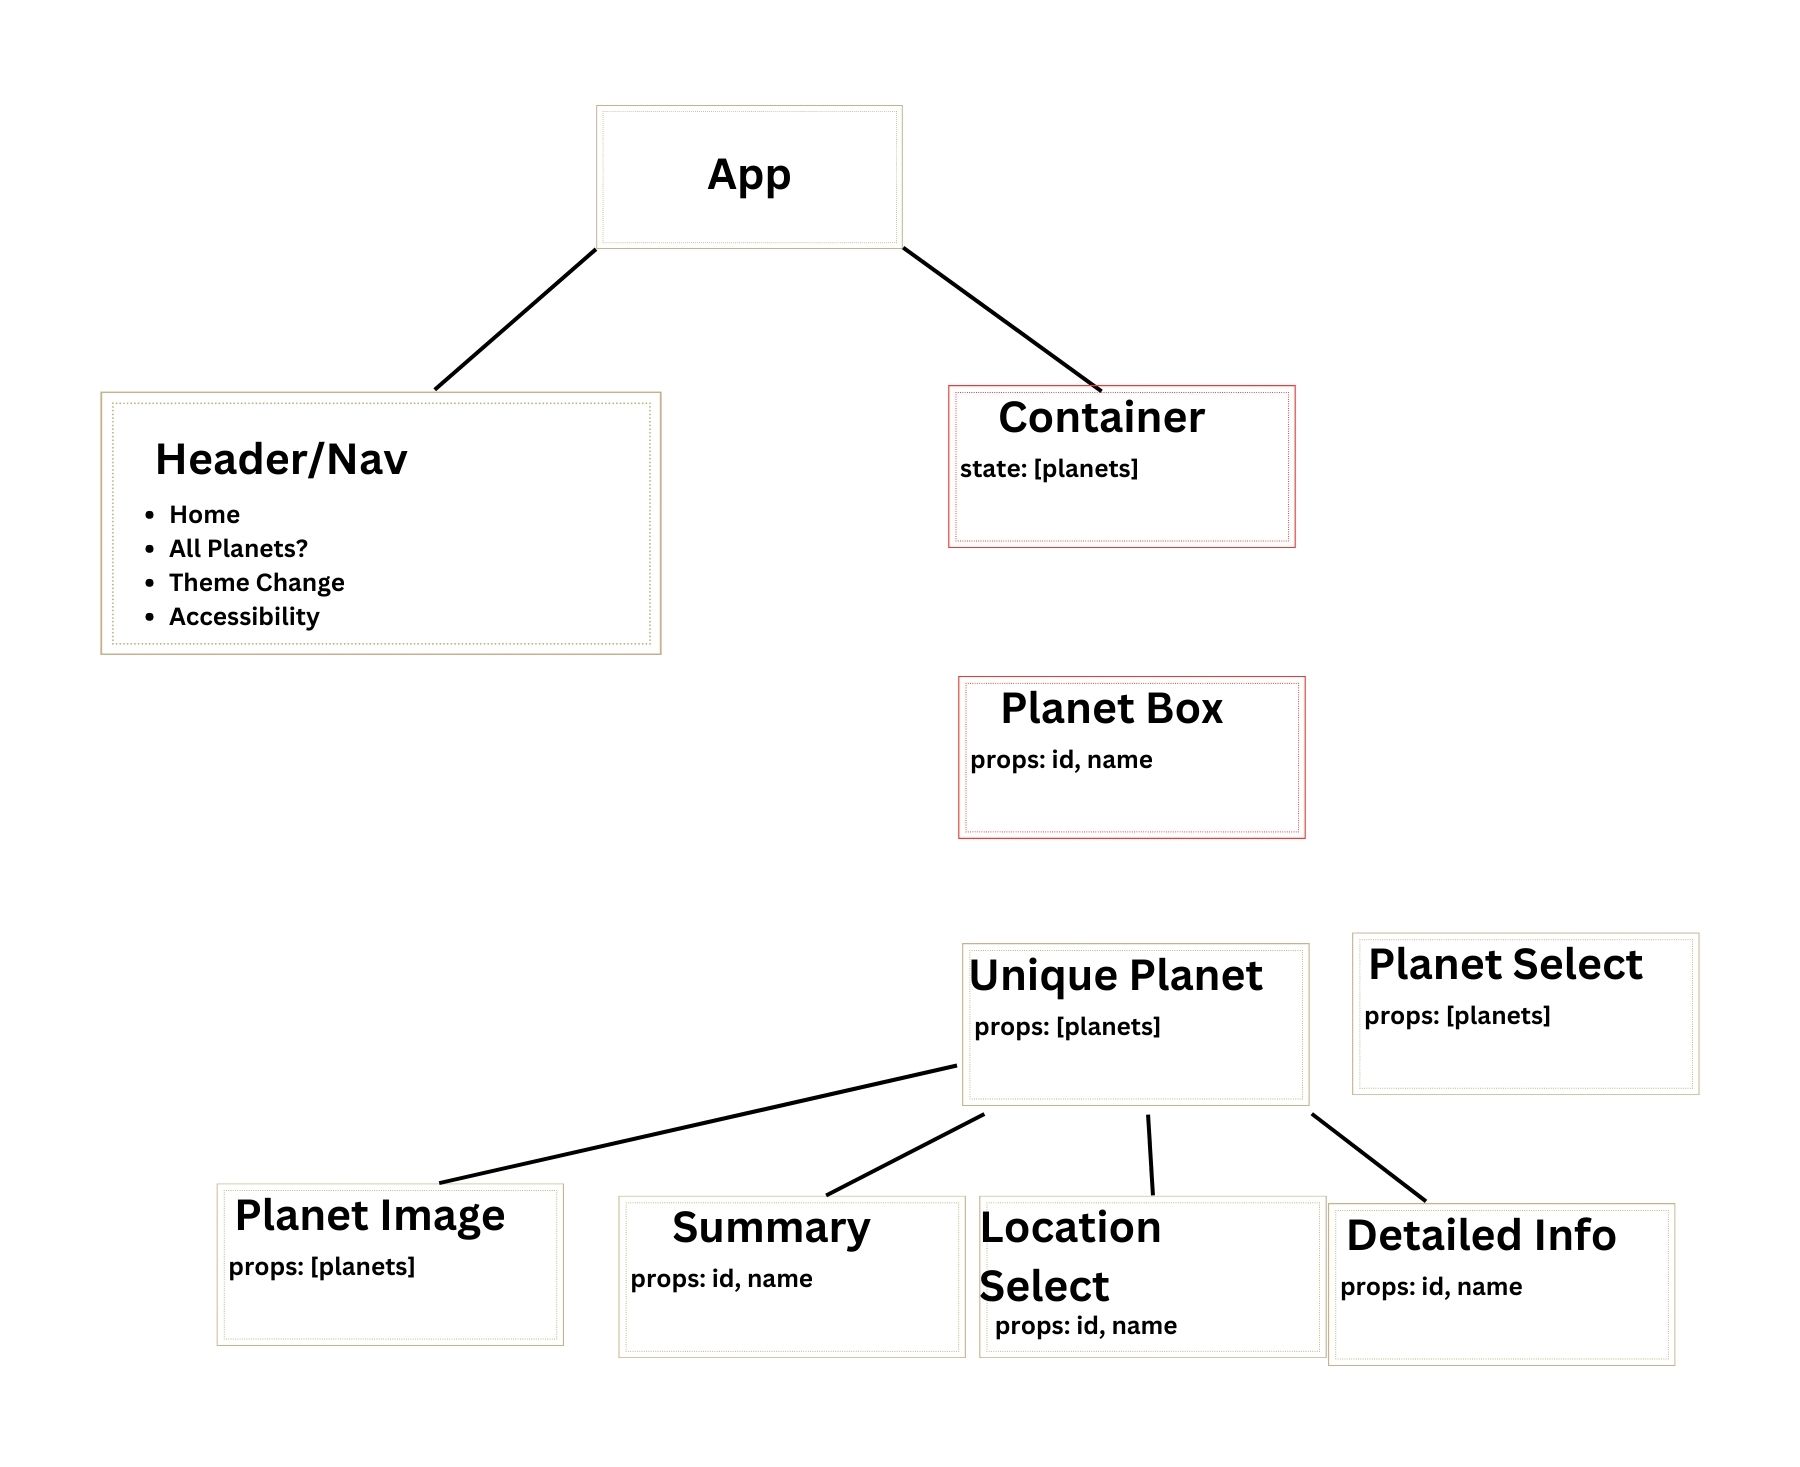 App
Header/Nav
• Home
• All Planets?
• Theme Change
• Accessibility
Container
state: [planets]
Planet Box
props: id, name
Unique Planet
props: [planets]
Planet Select
props: [planets]
Planet Image
props: [planets]
Summary
props: id, name
Location
Select
props: id, name
Detailed Info
props: id, name